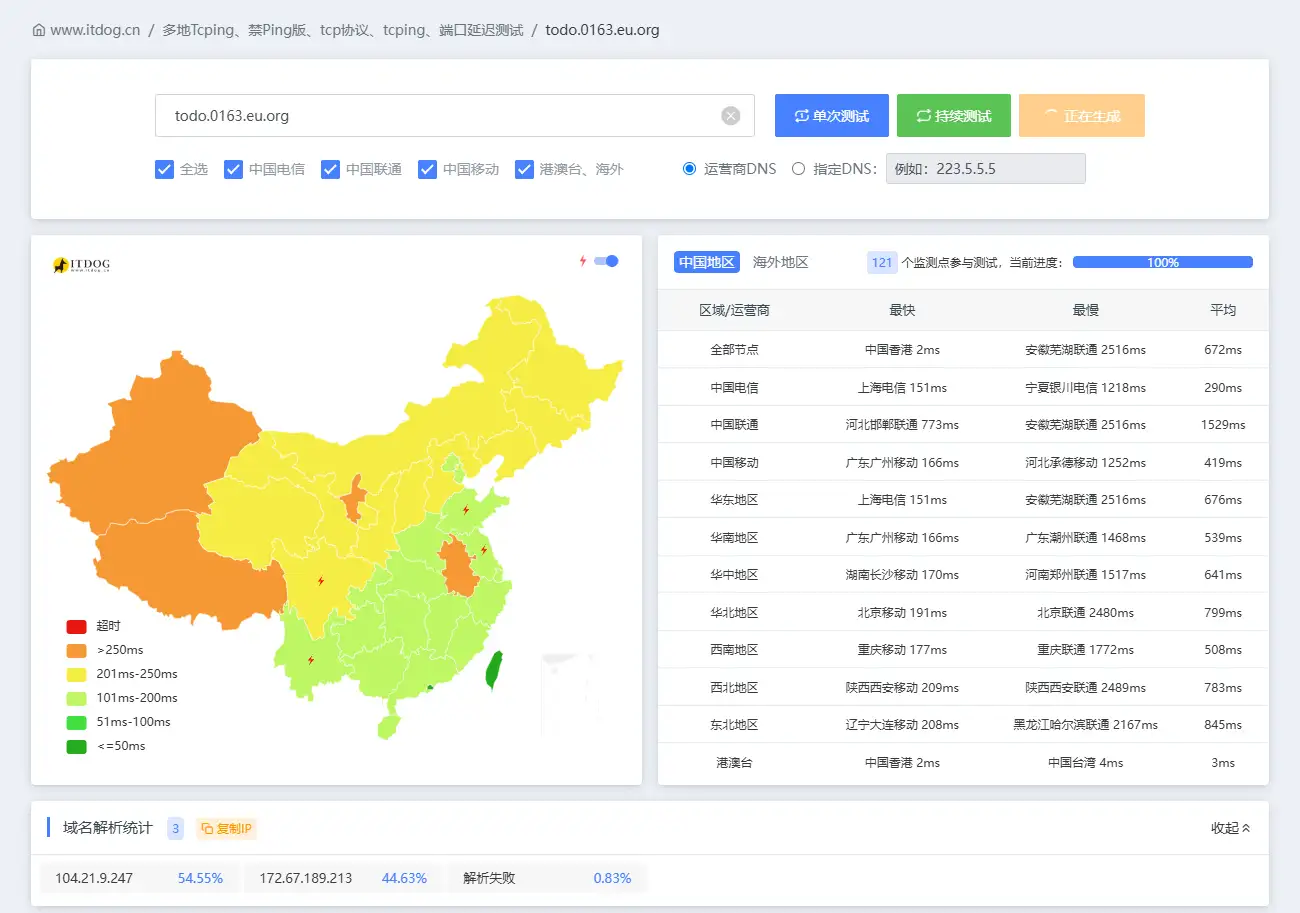 www.itdog.cn / 多地Tcping、禁Ping版、tcp协议、tcping、端口延迟测试 / todo.0163.eu.org
todo.0163.eu.org
单次测试
持续测试
正在生成
全选
中国电信
中国联通
中国移动
港澳台、海外
运营商DNS
指定DNS:
例如：223.5.5.5
ITDOG
www.itdog.cn
超时
>250ms
201ms-250ms
101ms-200ms
51ms-100ms
<=50ms
中国地区 海外地区 121 个监测点参与测试，当前进度： 100%
区域/运营商 最快 最慢 平均
全部节点 中国香港 2ms 安徽芜湖联通 2516ms 672ms
中国电信 上海电信 151ms 宁夏银川电信 1218ms 290ms
中国联通 河北邯郸联通 773ms 安徽芜湖联通 2516ms 1529ms
中国移动 广东广州移动 166ms 河北承德移动 1252ms 419ms
华东地区 上海电信 151ms 安徽芜湖联通 2516ms 676ms
华南地区 广东广州移动 166ms 广东潮州联通 1468ms 539ms
华中地区 湖南长沙移动 170ms 河南郑州联通 1517ms 641ms
华北地区 北京移动 191ms 北京联通 2480ms 799ms
西南地区 重庆移动 177ms 重庆联通 1772ms 508ms
西北地区 陕西西安移动 209ms 陕西西安联通 2489ms 783ms
东北地区 辽宁大连移动 208ms 黑龙江哈尔滨联通 2167ms 845ms
港澳台 中国香港 2ms 中国台湾 4ms 3ms
域名解析统计 3 复制IP 收起
104.21.9.247 54.55% 172.67.189.213 44.63% 解析失败 0.83%